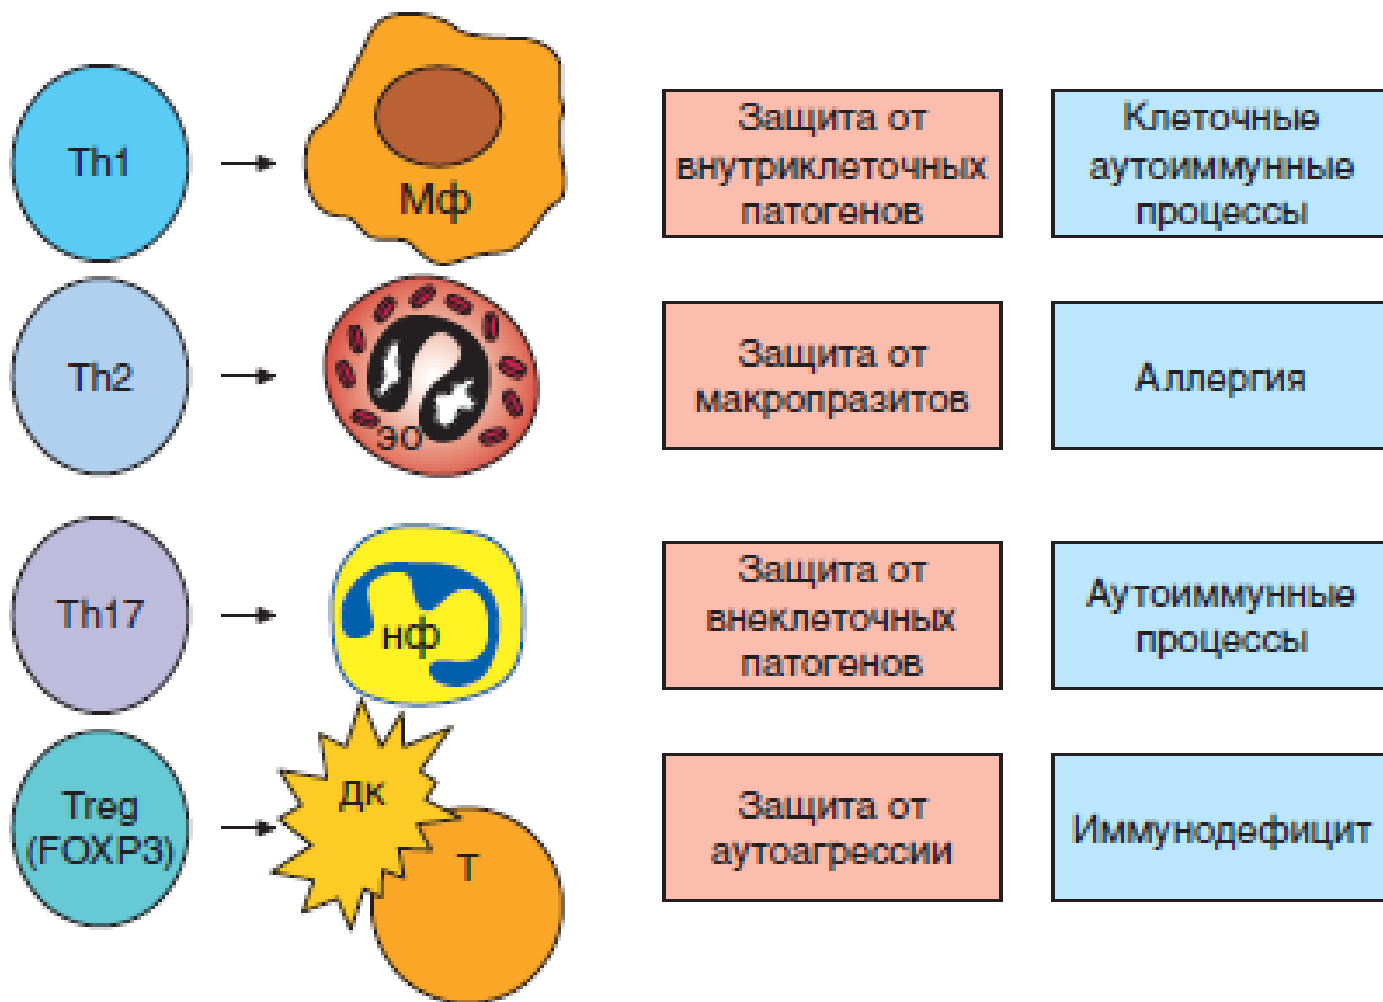 Th1
Мф
Защита от
внутриклеточных
патогенов
Клеточные
аутоиммунные
процессы
Th2
эо
Защита от
макропразитов
Аллергия
Th17
нф
Защита от
внеклеточных
патогенов
Аутоиммунные
процессы
Treg
(FOXP3)
дк
Т
Защита от
аутоагрессии
Иммунодефицит